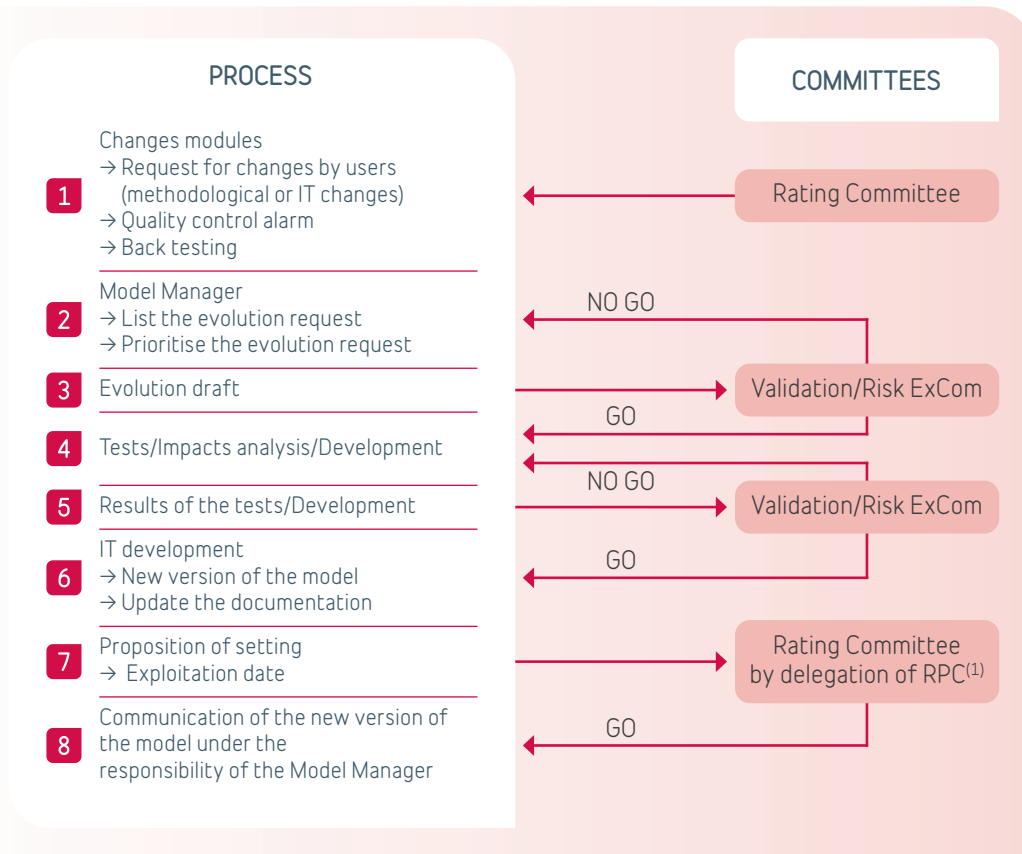 PROCESS
COMMITTEES
1
Changes modules
→ Request for changes by users
(methodological or IT changes)
→ Quality control alarm
→ Back testing
Rating Committee
2
Model Manager
→ List the evolution request
→ Prioritise the evolution request
NO GO
3
Evolution draft
Validation/Risk ExCom
GO
4
Tests/Impacts analysis/Development
NO GO
5
Results of the tests/Development
Validation/Risk ExCom
6
IT development
→ New version of the model
→ Update the documentation
GO
7
Proposition of setting
→ Exploitation date
Rating Committee
by delegation of RPC(1)
8
Communication of the new version of
the model under the
responsibility of the Model Manager
GO